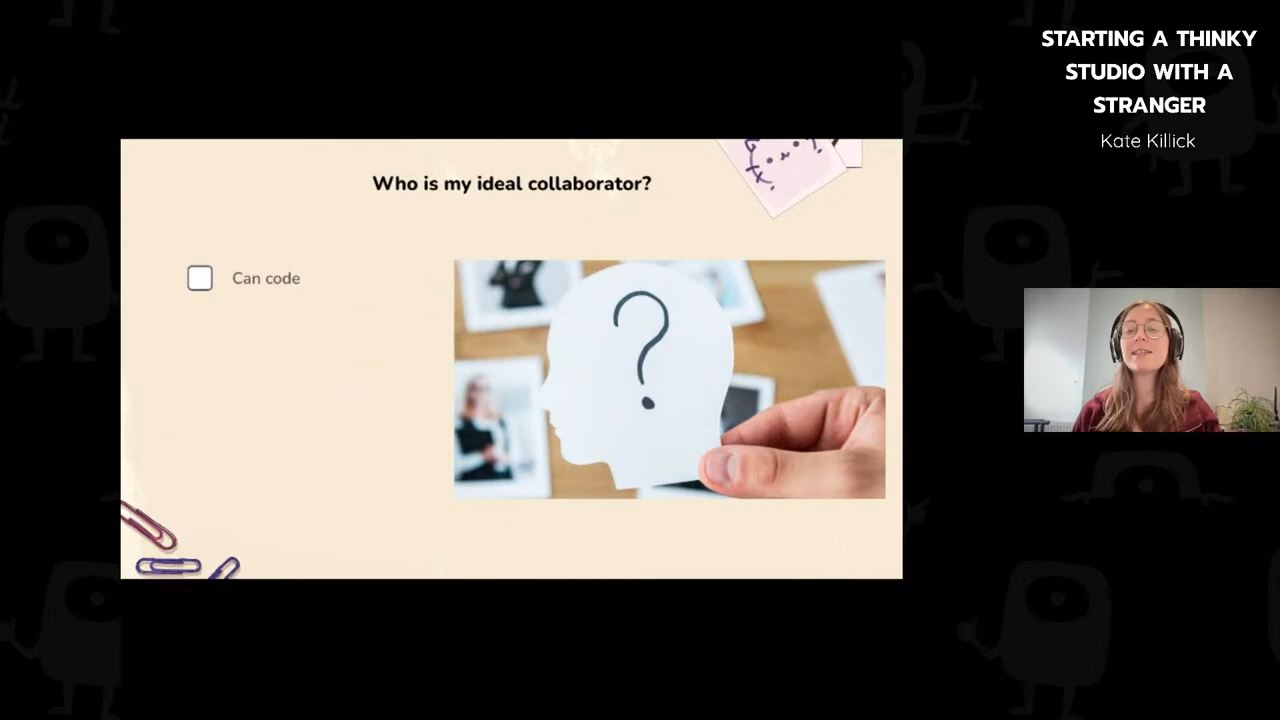 STARTING A THINKY
STUDIO WITH A
STRANGER
Kate Killick
Who is my ideal collaborator?
Can code
?